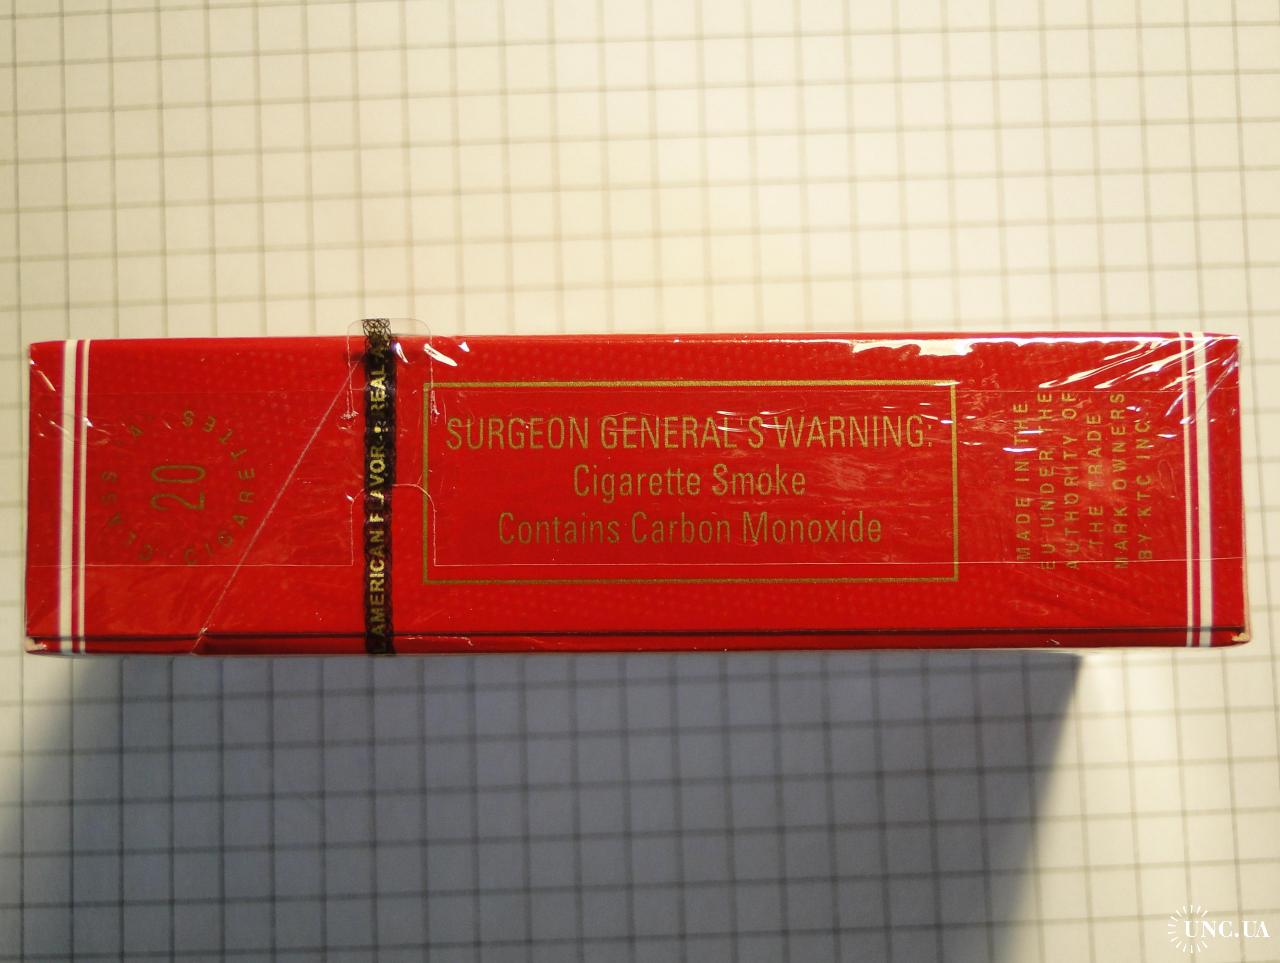 20
CLASS A CIGARETTES
AMERICAN FLAVOR
SURGEON GENERAL'S WARNING:
Cigarette Smoke
Contains Carbon Monoxide
MADE IN THE
EU UNDER THE
AUTHORITY OF
THE TRADE
MARK OWNERS
BY KTC INC.
UNC.UA